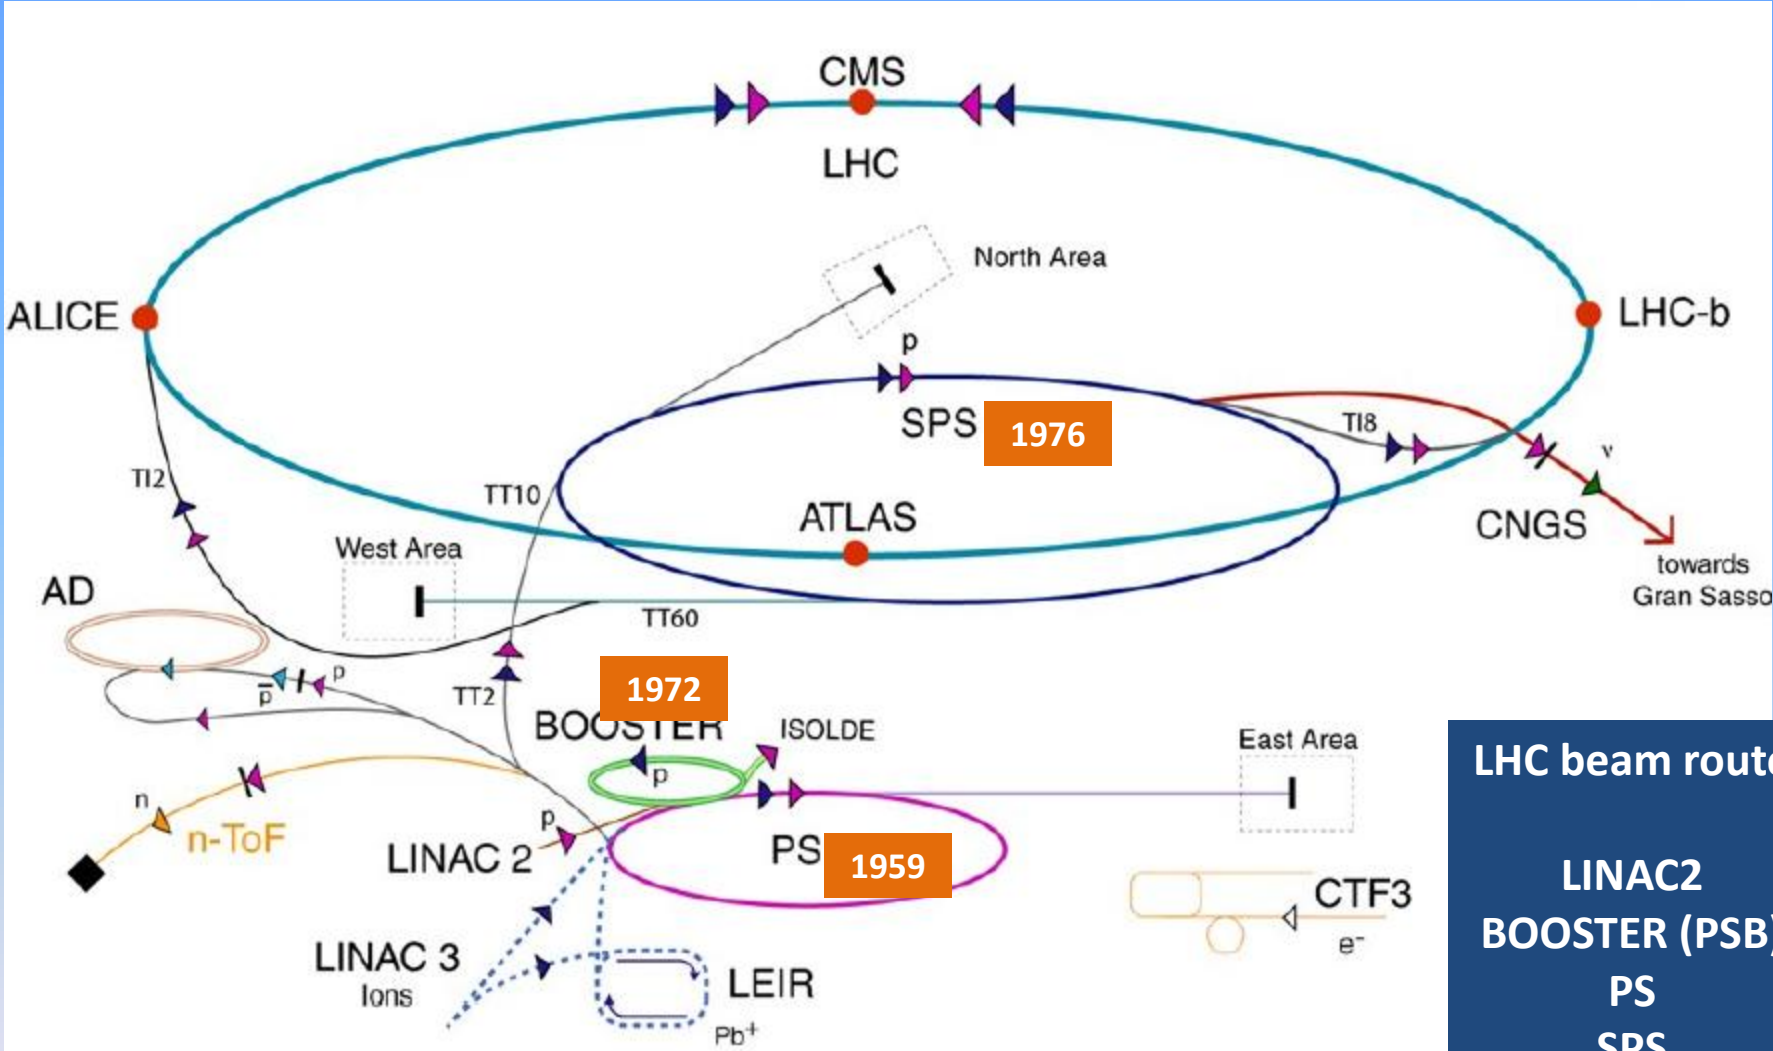 CMS
LHC
North Area
ALICE
LHC-b
p
SPS
1976
TI8
TI2
TT10
ν
ATLAS
CNGS
West Area
towards
Gran Sasso
AD
TT60
p
p̅
TT2
1972
BOOSTER
ISOLDE
East Area
LHC beam route
p
n
n-ToF
p
LINAC 2
PS
1959
LINAC2
CTF3
BOOSTER (PSB)
e⁻
LINAC 3
Ions
LEIR
PS
Pb⁺
SPS